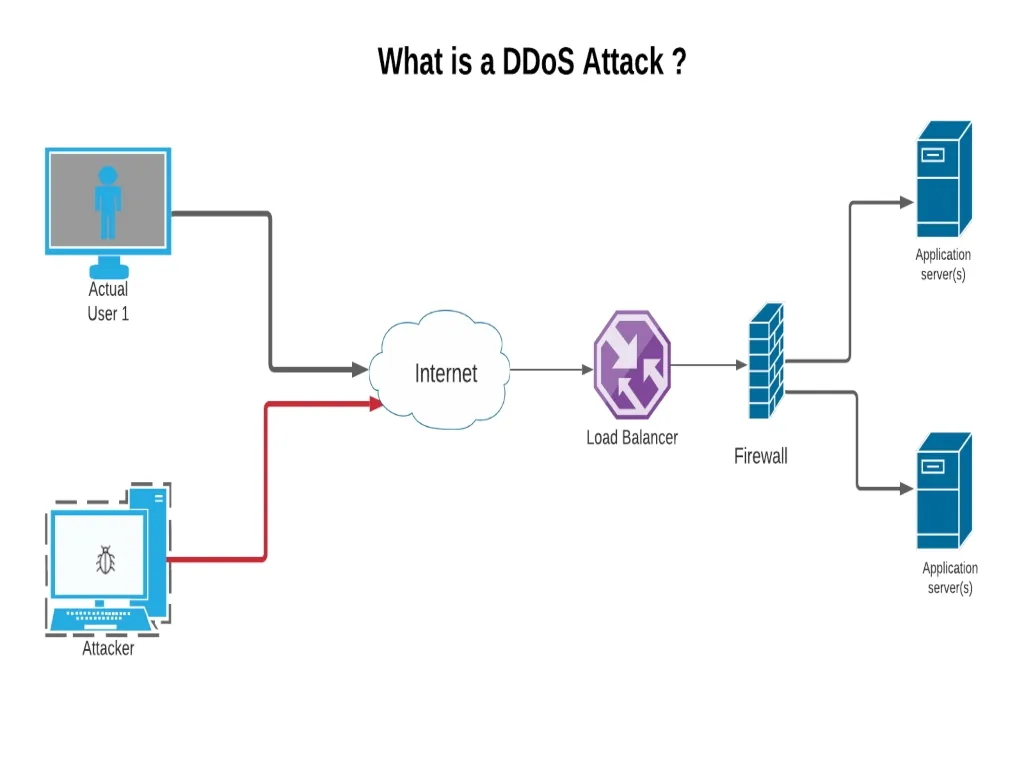 What is a DDoS Attack ?
Actual
User 1
Internet
Load Balancer
Firewall
Application
server(s)
Application
server(s)
Attacker